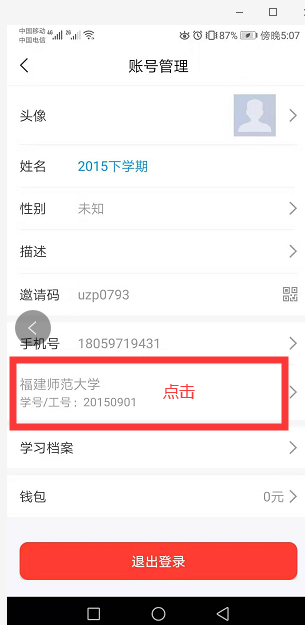 中国移动 4G 2G 87% 傍晚5:07
中国电信
账号管理
头像
姓名 2015下学期
性别 未知
描述
邀请码 uzp0793
手机号 18059719431
福建师范大学
学号/工号：20150901
点击
学习档案
钱包 0元
退出登录